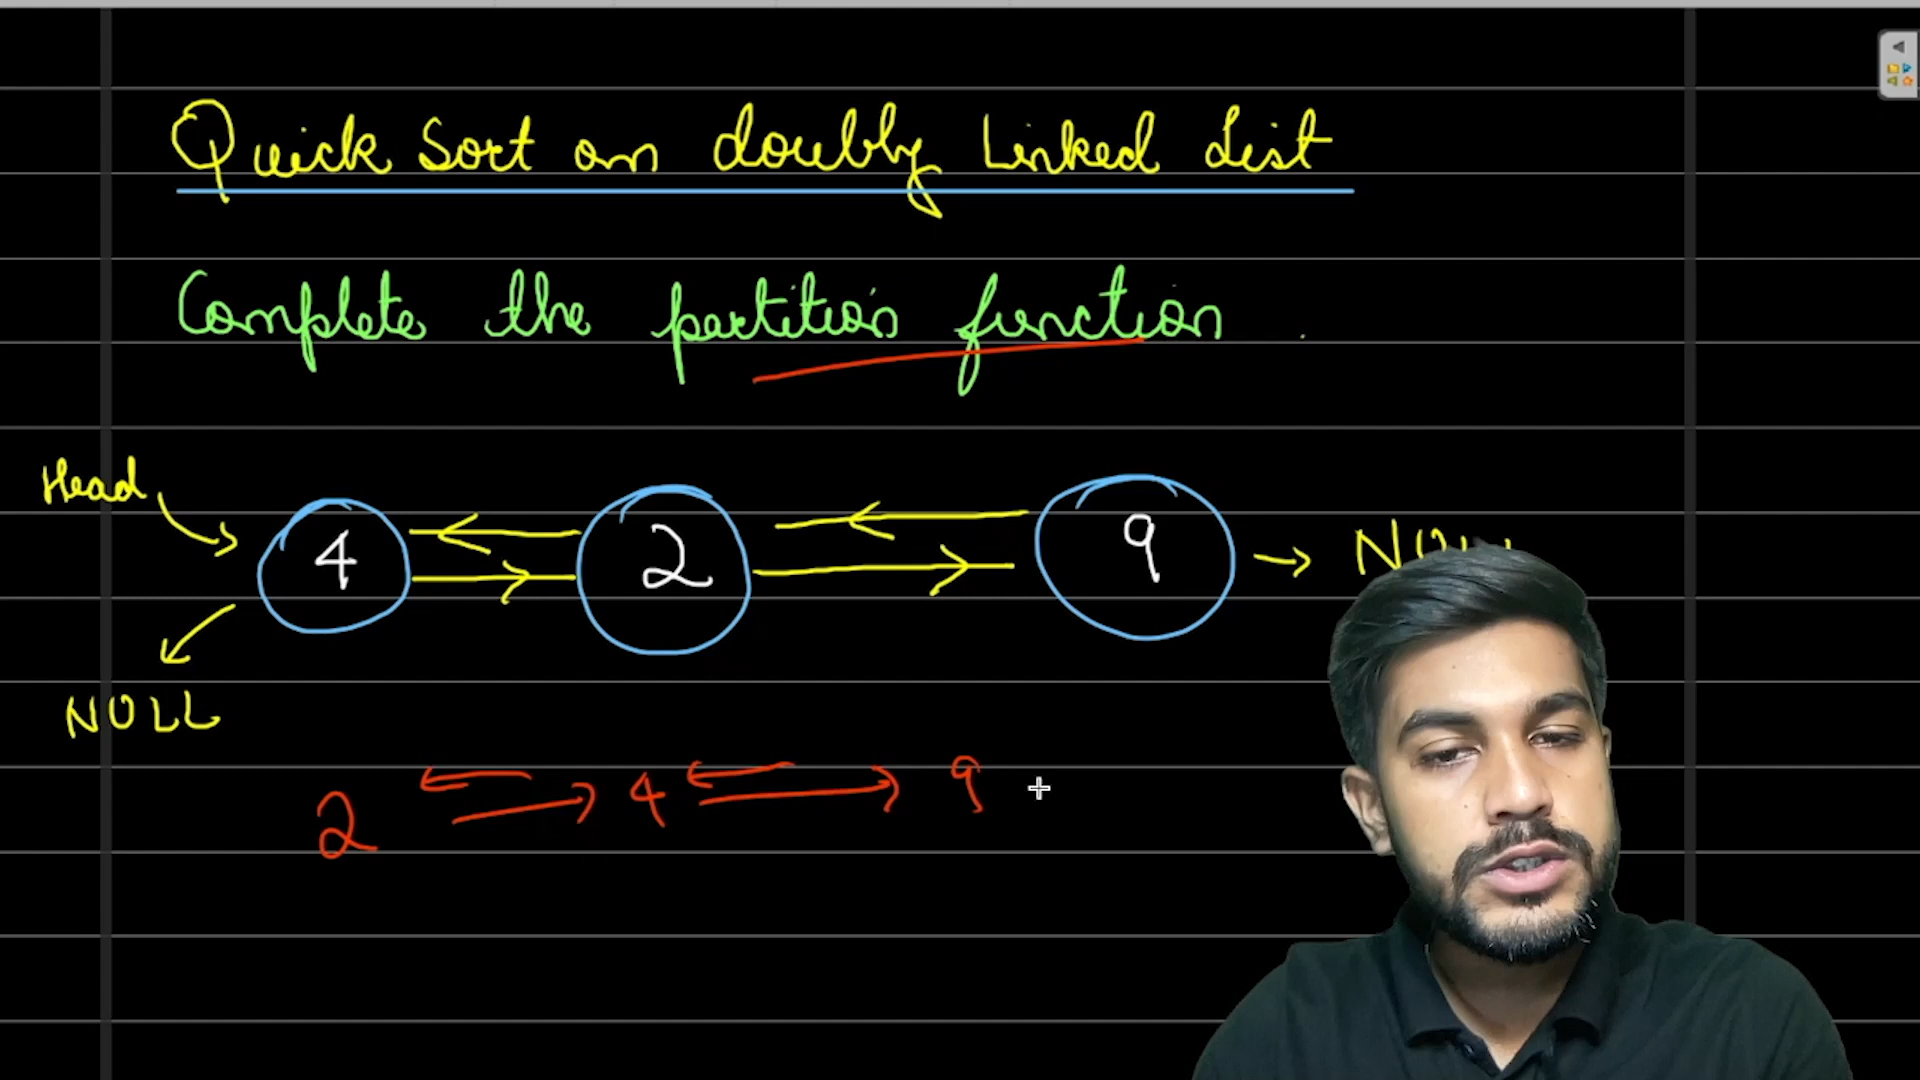 Quick Sort on doubly Linked List
Complete the partition function.
Head
4 2 9
NULL
2 4 9